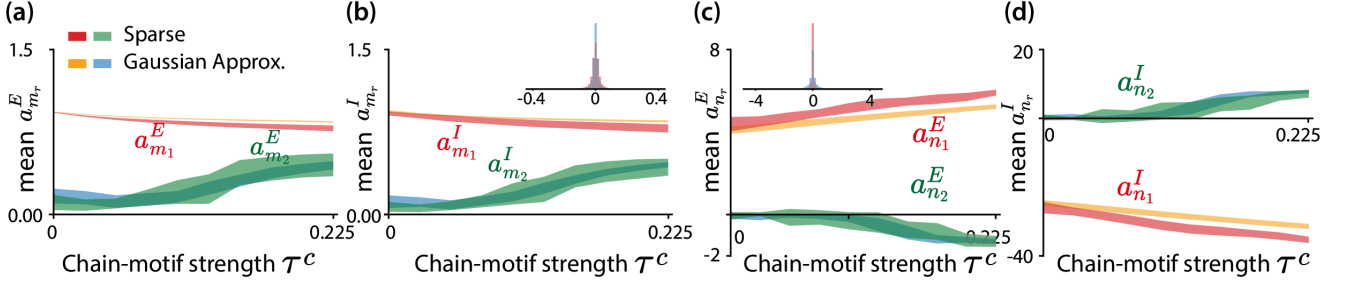 (a)
1.5
Sparse
Gaussian Approx.
mean a^E_{m_r}
a^E_{m_1}
a^E_{m_2}
0.00
0
0.225
Chain-motif strength τ^c
(b)
1.5
-0.4
0
0.4
mean a^I_{m_r}
a^I_{m_1}
a^I_{m_2}
0.00
0
0.225
Chain-motif strength τ^c
(c)
8
-4
0
4
mean a^E_{n_r}
a^E_{n_1}
a^E_{n_2}
0
0.225
-2
Chain-motif strength τ^c
(d)
20
mean a^I_{n_r}
a^I_{n_2}
0
0.225
a^I_{n_1}
-40
Chain-motif strength τ^c